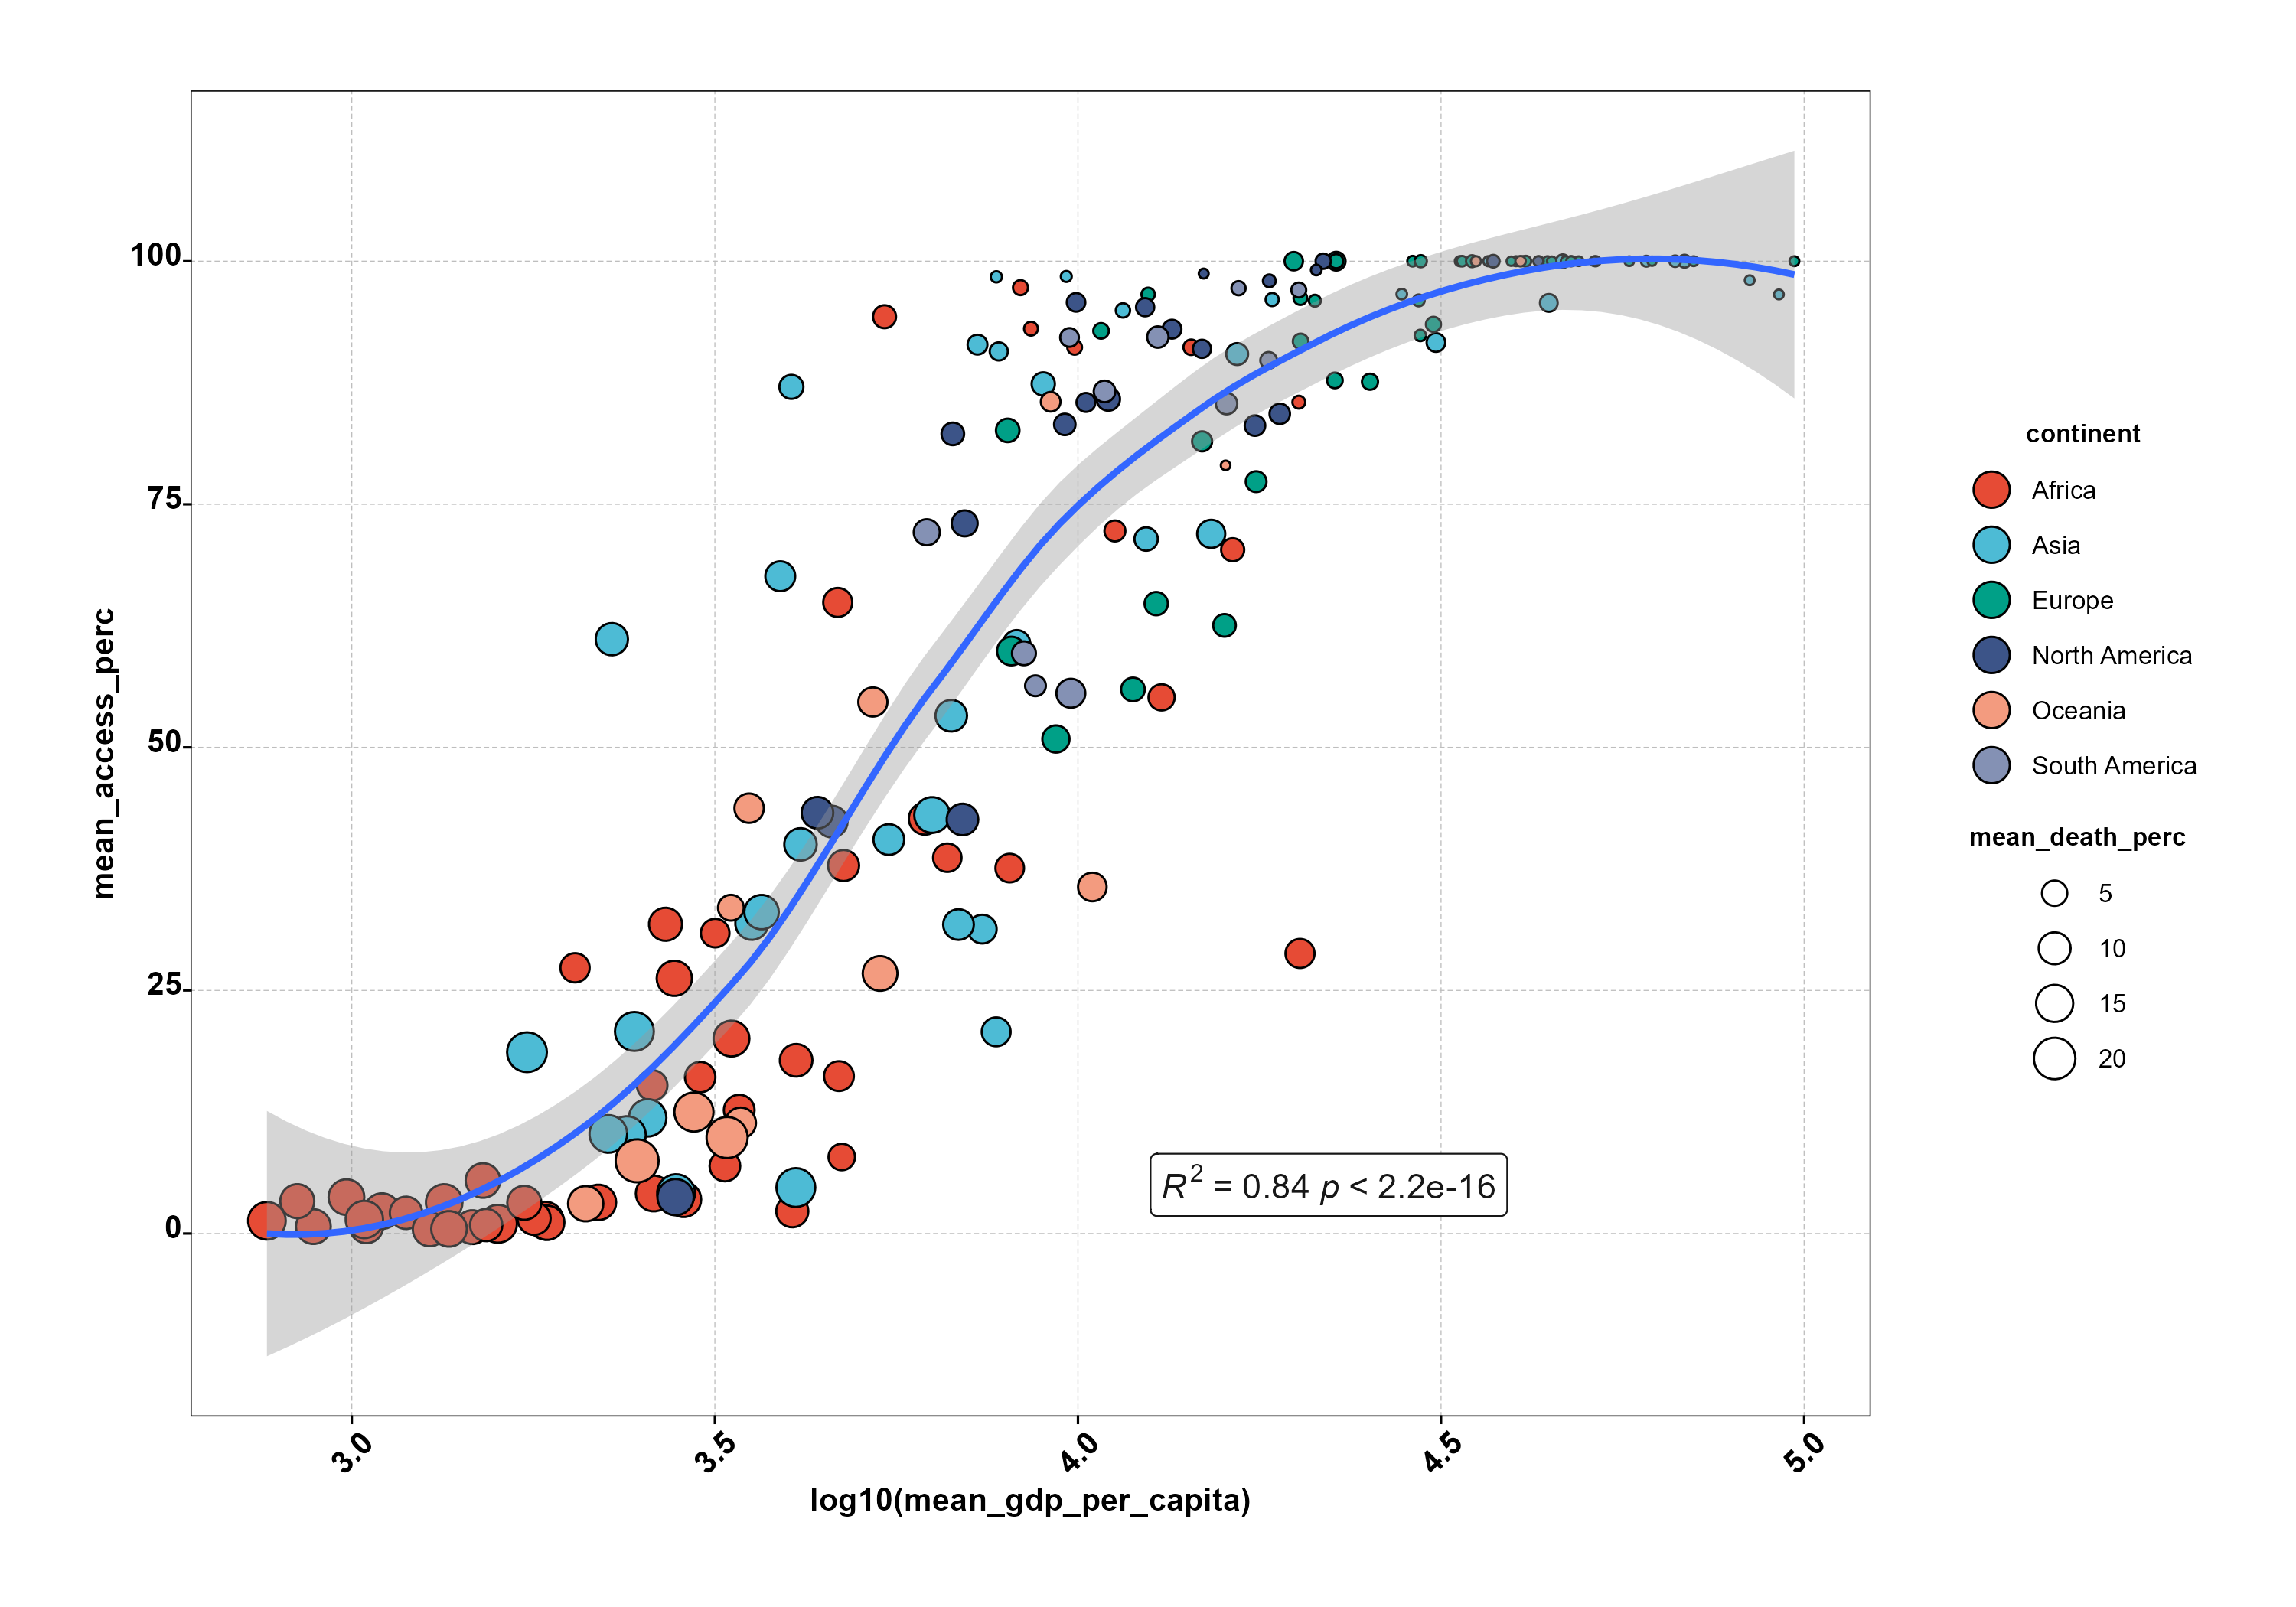 mean_access_perc
100
75
50
25
0
R² = 0.84 p < 2.2e-16
3.0
3.5
4.0
4.5
5.0
log10(mean_gdp_per_capita)
continent
Africa
Asia
Europe
North America
Oceania
South America
mean_death_perc
5
10
15
20